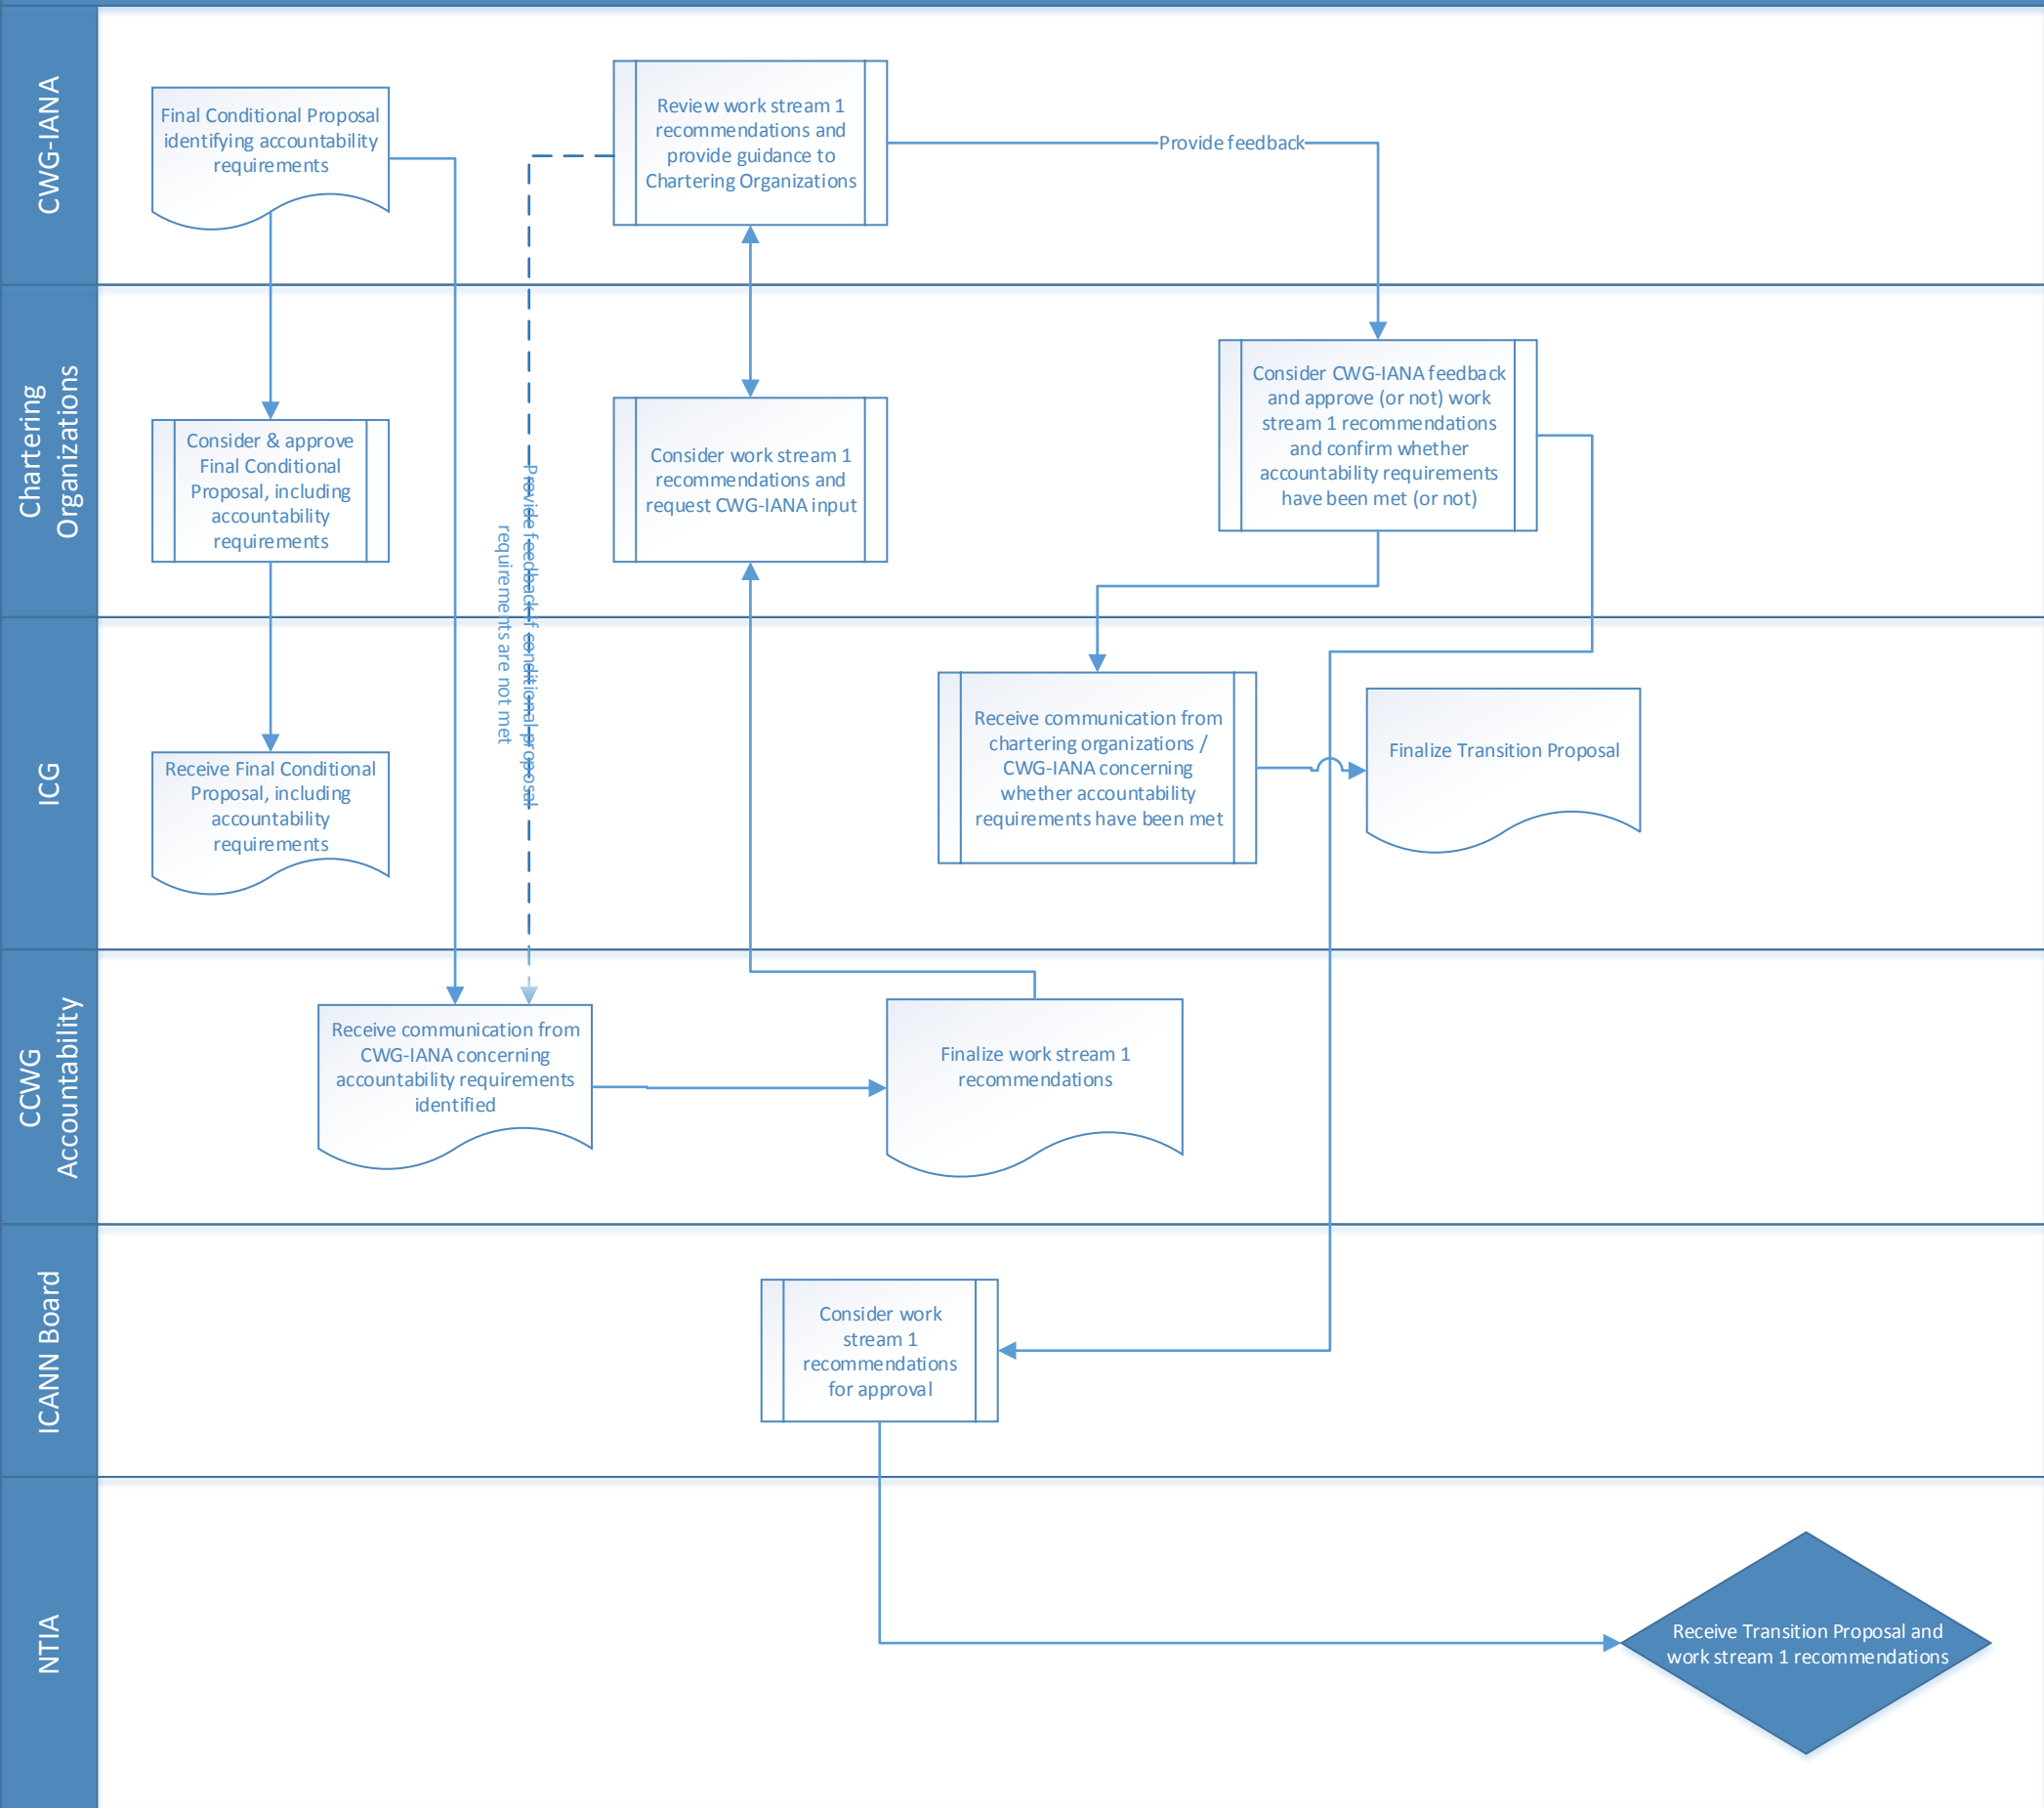 CWG-IANA
Final Conditional Proposal
identifying accountability
requirements
Review work stream 1
recommendations and
provide guidance to
Chartering Organizations
Provide feedback
Chartering
Organizations
Consider & approve
Final Conditional
Proposal, including
accountability
requirements
Provide feedback if conditional proposal
requirements are not met
Consider work stream 1
recommendations and
request CWG-IANA input
Consider CWG-IANA feedback
and approve (or not) work
stream 1 recommendations
and confirm whether
accountability requirements
have been met (or not)
ICG
Receive Final Conditional
Proposal, including
accountability
requirements
Receive communication from
chartering organizations /
CWG-IANA concerning
whether accountability
requirements have been met
Finalize Transition Proposal
CCWG
Accountability
Receive communication from
CWG-IANA concerning
accountability requirements
identified
Finalize work stream 1
recommendations
ICANN Board
Consider work
stream 1
recommendations
for approval
NTIA
Receive Transition Proposal and
work stream 1 recommendations